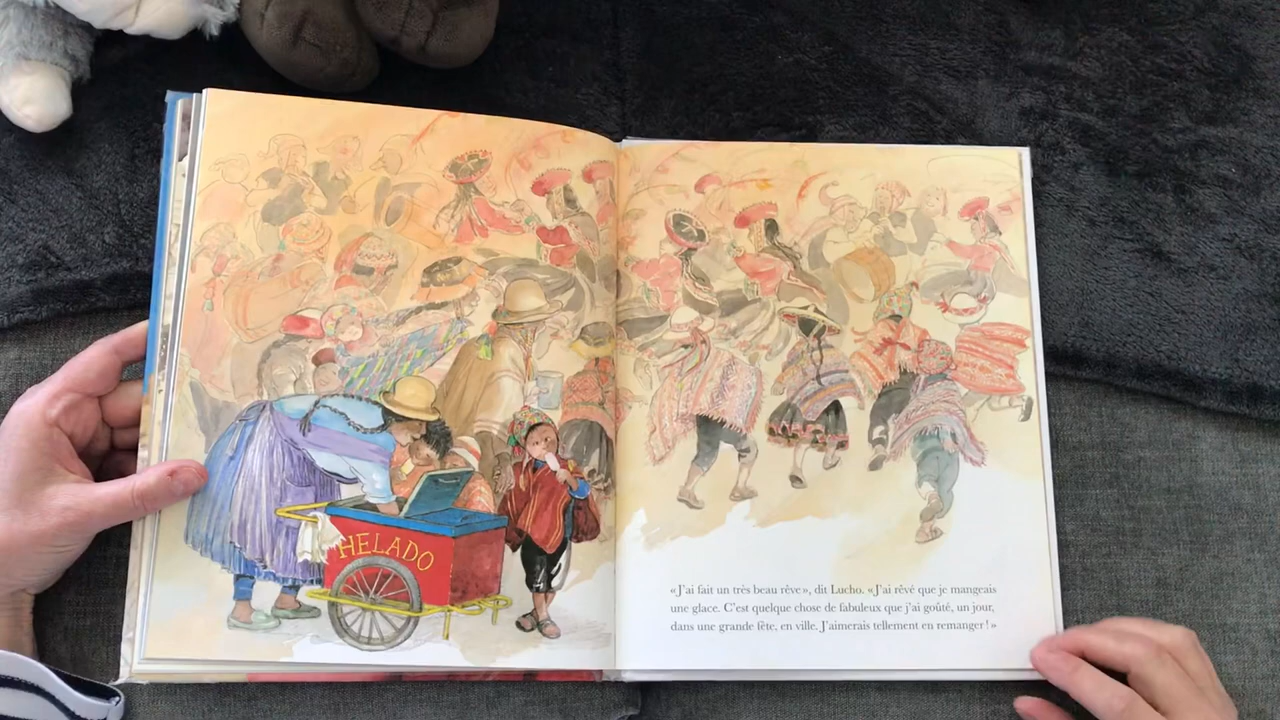 HELADO
« J'ai fait un très beau rêve », dit Lucho. « J'ai rêvé que je mangeais
une glace. C'est quelque chose de fabuleux que j'ai goûté, un jour,
dans une grande fête, en ville. J'aimerais tellement en remanger ! »